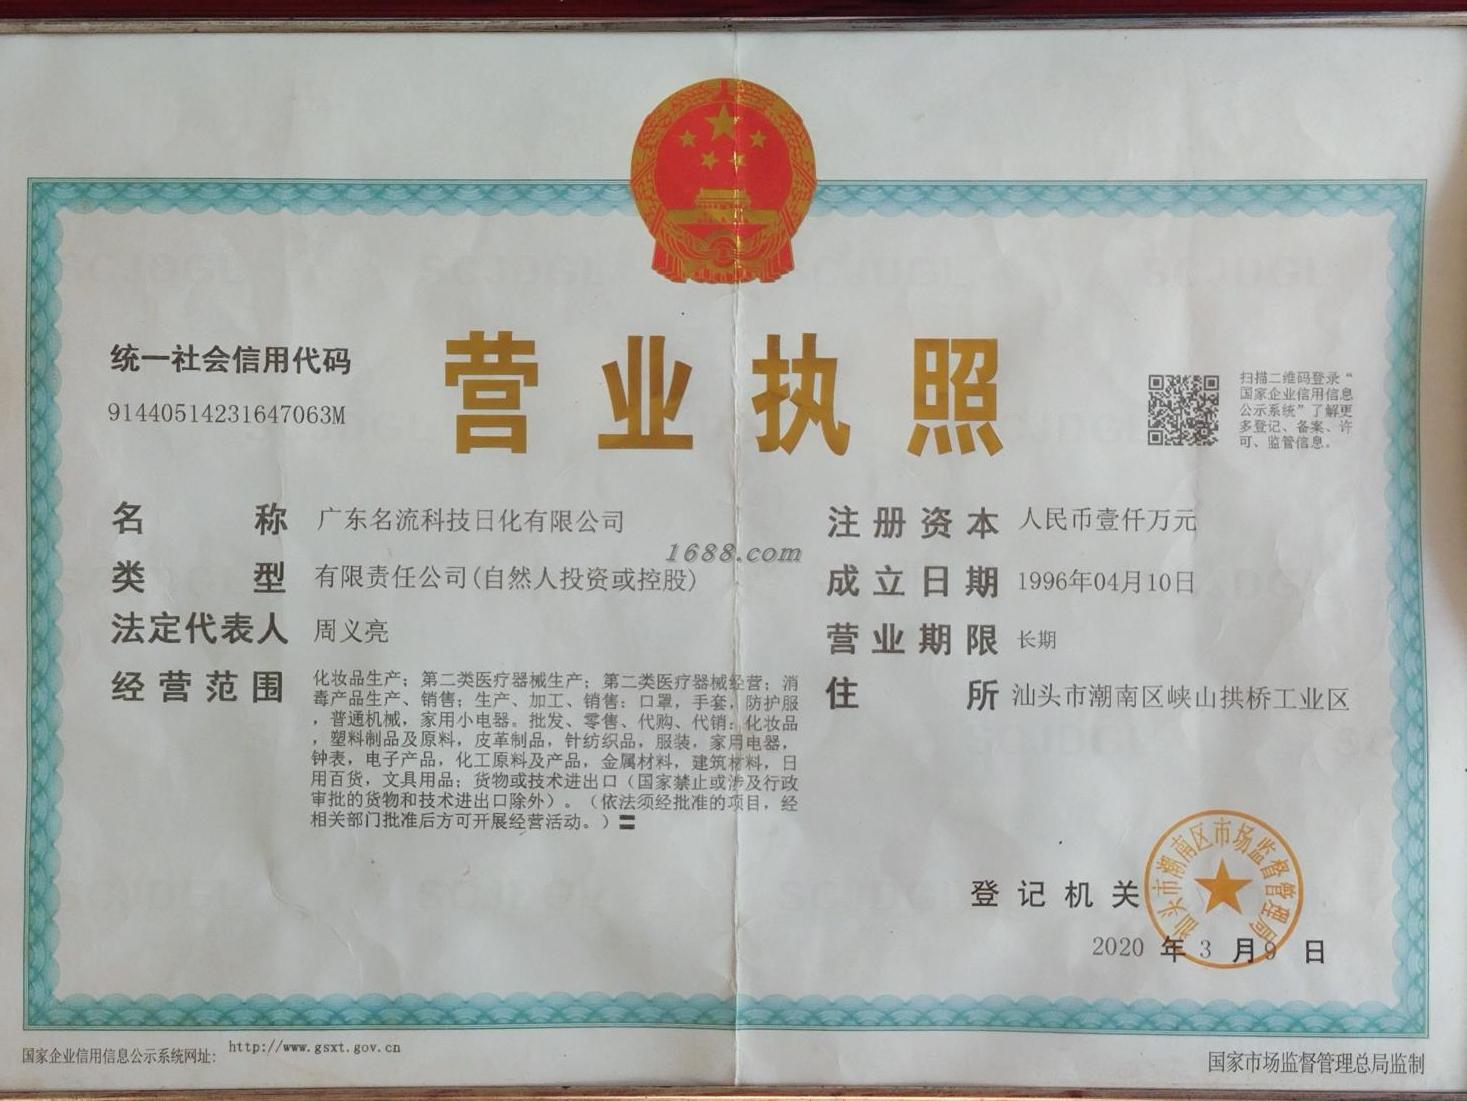 营业执照
统一社会信用代码
91440514231647063M
扫描二维码登录“
国家企业信用信息
公示系统”了解更
多登记、备案、许
可、监管信息。
名称 广东名流科技日化有限公司
类型 有限责任公司(自然人投资或控股)
法定代表人 周义亮
经营范围 化妆品生产；第二类医疗器械生产；第二类医疗器械经营；消
毒产品生产、销售；生产、加工、销售：口罩，手套，防护服
，普通机械，家用小电器。批发、零售、代购、代销：化妆品
，塑料制品及原料，皮革制品，针纺织品，服装，家用电器，
钟表，电子产品，化工原料及产品，金属材料，建筑材料，日
用百货，文具用品；货物或技术进出口（国家禁止或涉及行政
审批的货物和技术进出口除外）。（依法须经批准的项目，经
相关部门批准后方可开展经营活动。）
注册资本 人民币壹仟万元
成立日期 1996年04月10日
营业期限 长期
住所 汕头市潮南区峡山拱桥工业区
1688.com
登记机关
汕头市潮南区市场监督管理局
2020 年 3 月 9 日
国家企业信用信息公示系统网址: http://www.gsxt.gov.cn
国家市场监督管理总局监制